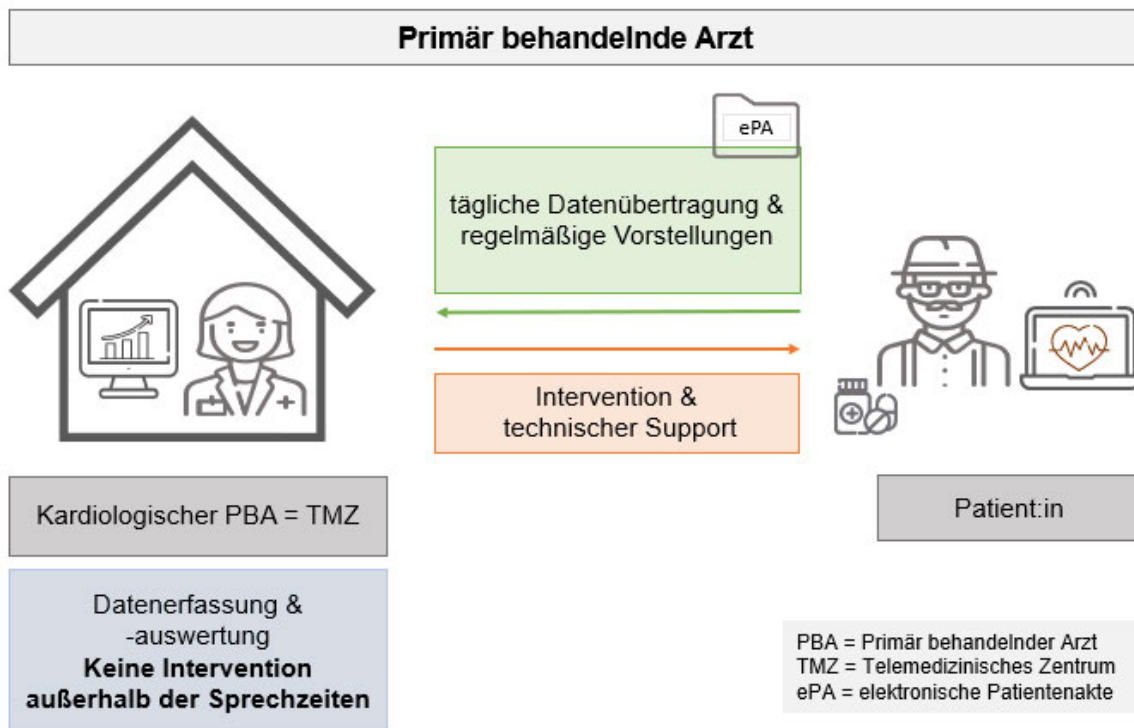 Primär behandelnde Arzt
ePA
tägliche Datenübertragung &
regelmäßige Vorstellungen
Intervention &
technischer Support
Kardiologischer PBA = TMZ
Patient:in
Datenerfassung &
-auswertung
Keine Intervention
außerhalb der Sprechzeiten
PBA = Primär behandelnder Arzt
TMZ = Telemedizinisches Zentrum
ePA = elektronische Patientenakte